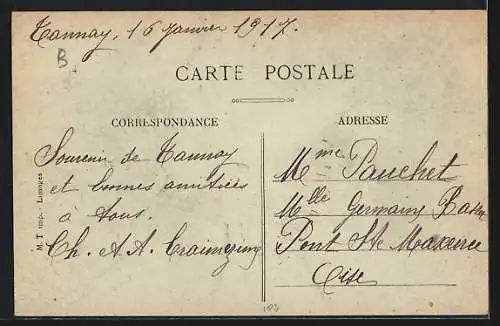 Tannay, 16 Janvier 1917.
B
CARTE POSTALE
CORRESPONDANCE
ADRESSE
Souvenir de Tannay
et bonnes amitiés
à tous.
Ch. A. A.
Mme Pauchet
Mlle Germaine
Pont Ste Maxence
Oise
M. T. imp. - Limoges